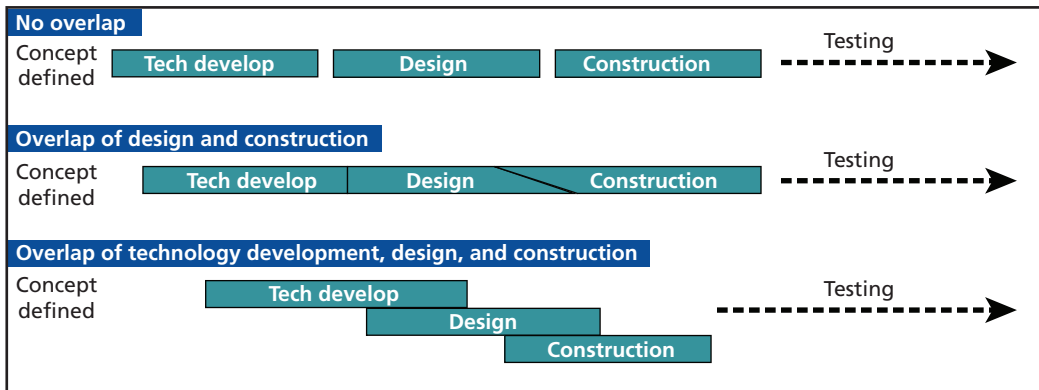 No overlap
Concept
defined
Tech develop
Design
Construction
Testing
Overlap of design and construction
Concept
defined
Tech develop
Design
Construction
Testing
Overlap of technology development, design, and construction
Concept
defined
Tech develop
Design
Construction
Testing